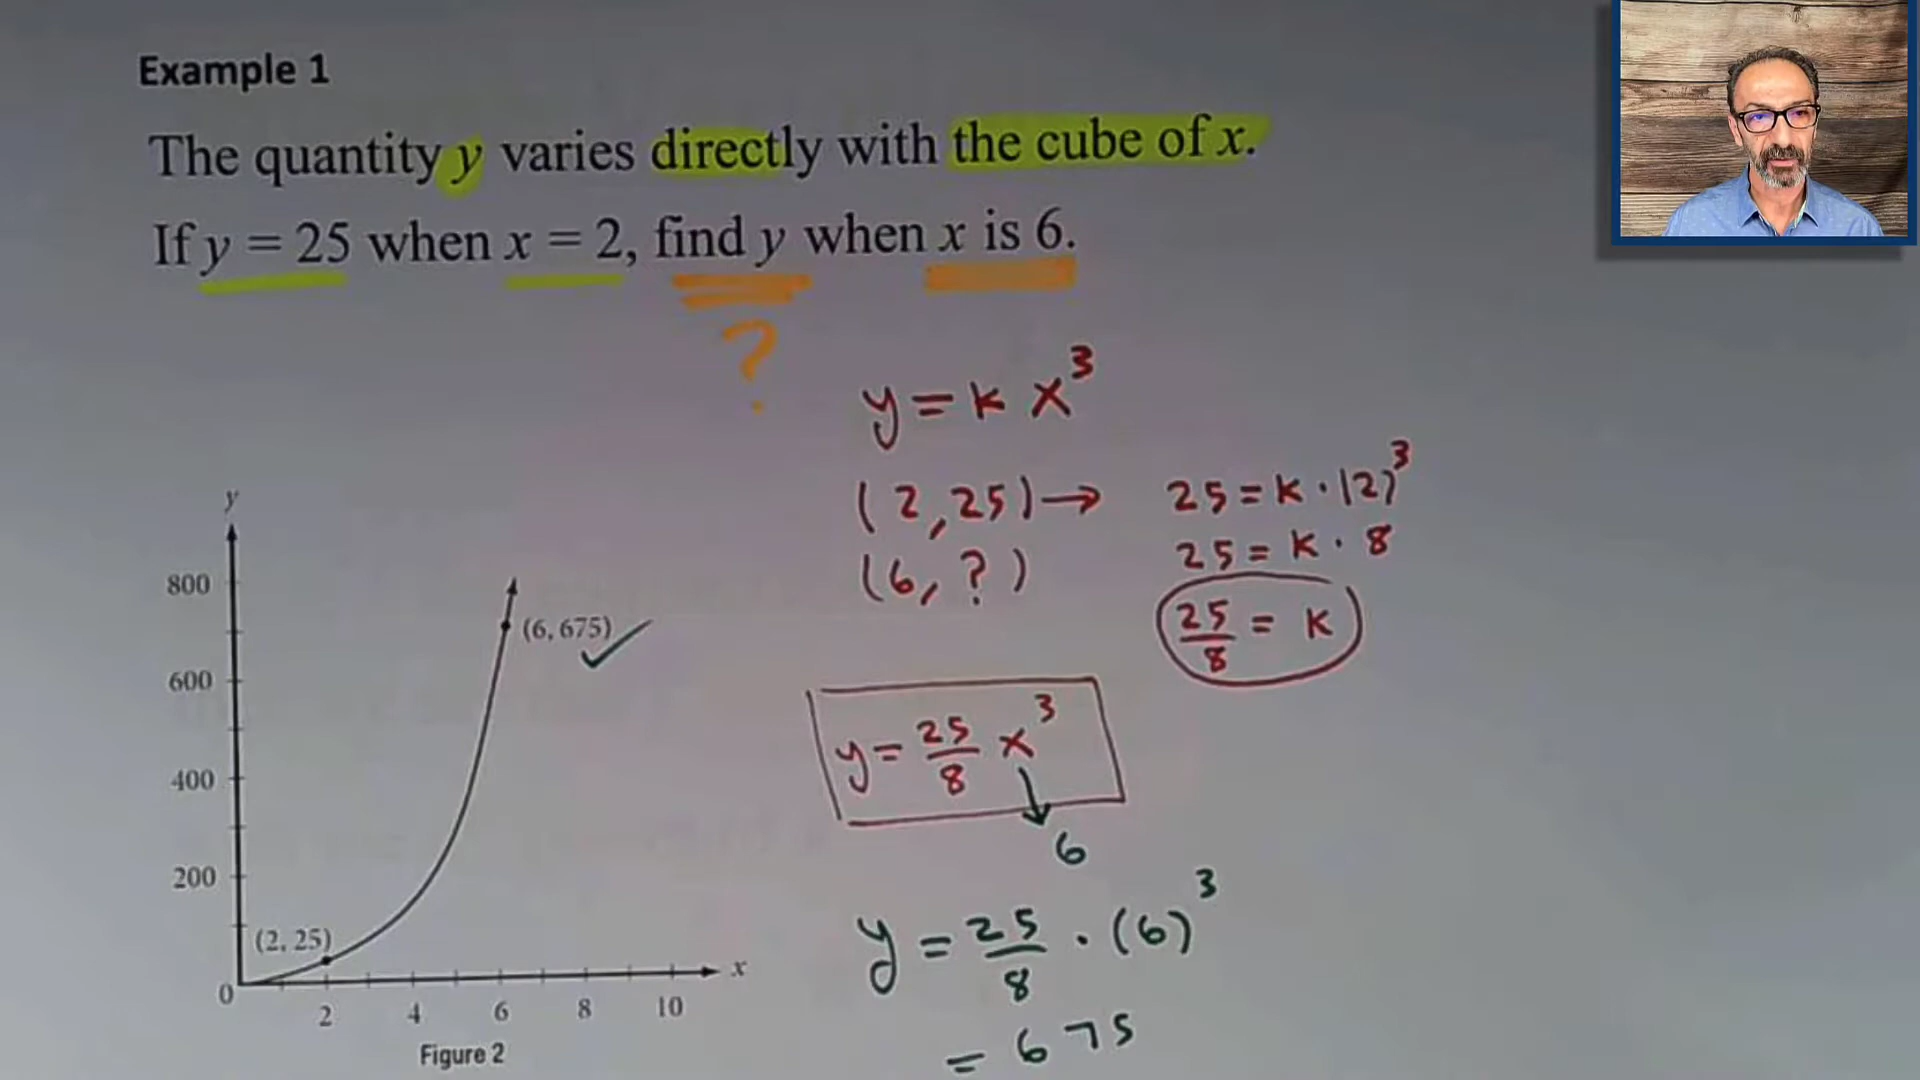 Example 1
The quantity y varies directly with the cube of x.
If y = 25 when x = 2, find y when x is 6.
?
y = k x³
(2, 25) → 25 = k · (2)³
(6, ?) 25 = k · 8
25/8 = k
y = 25/8 x³
6
y = 25/8 · (6)³
= 675
y
800
600
400
200
0
(6, 675)
(2, 25)
x
2 4 6 8 10
Figure 2